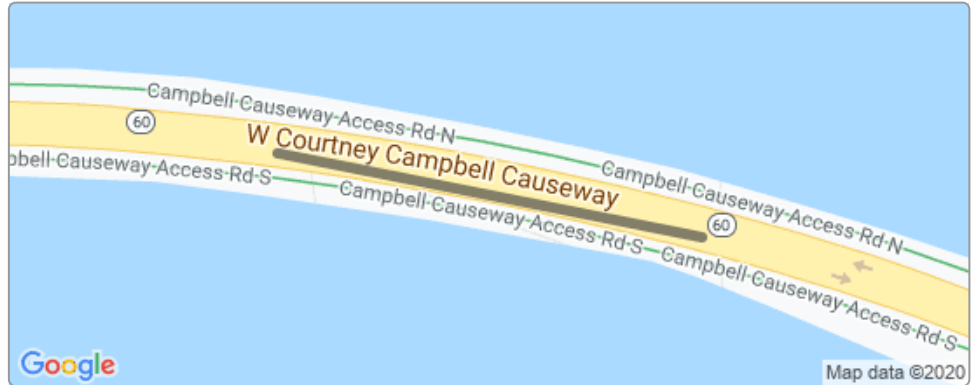 Campbell-Causeway-Access-Rd-N
60
W Courtney Campbell Causeway
Campbell-Causeway-Access-Rd-N
pbell-Causeway-Access-Rd-S
Campbell-Causeway-Access-Rd-S
60
Campbell-Causeway-Access-Rd-S
Google
Map data ©2020